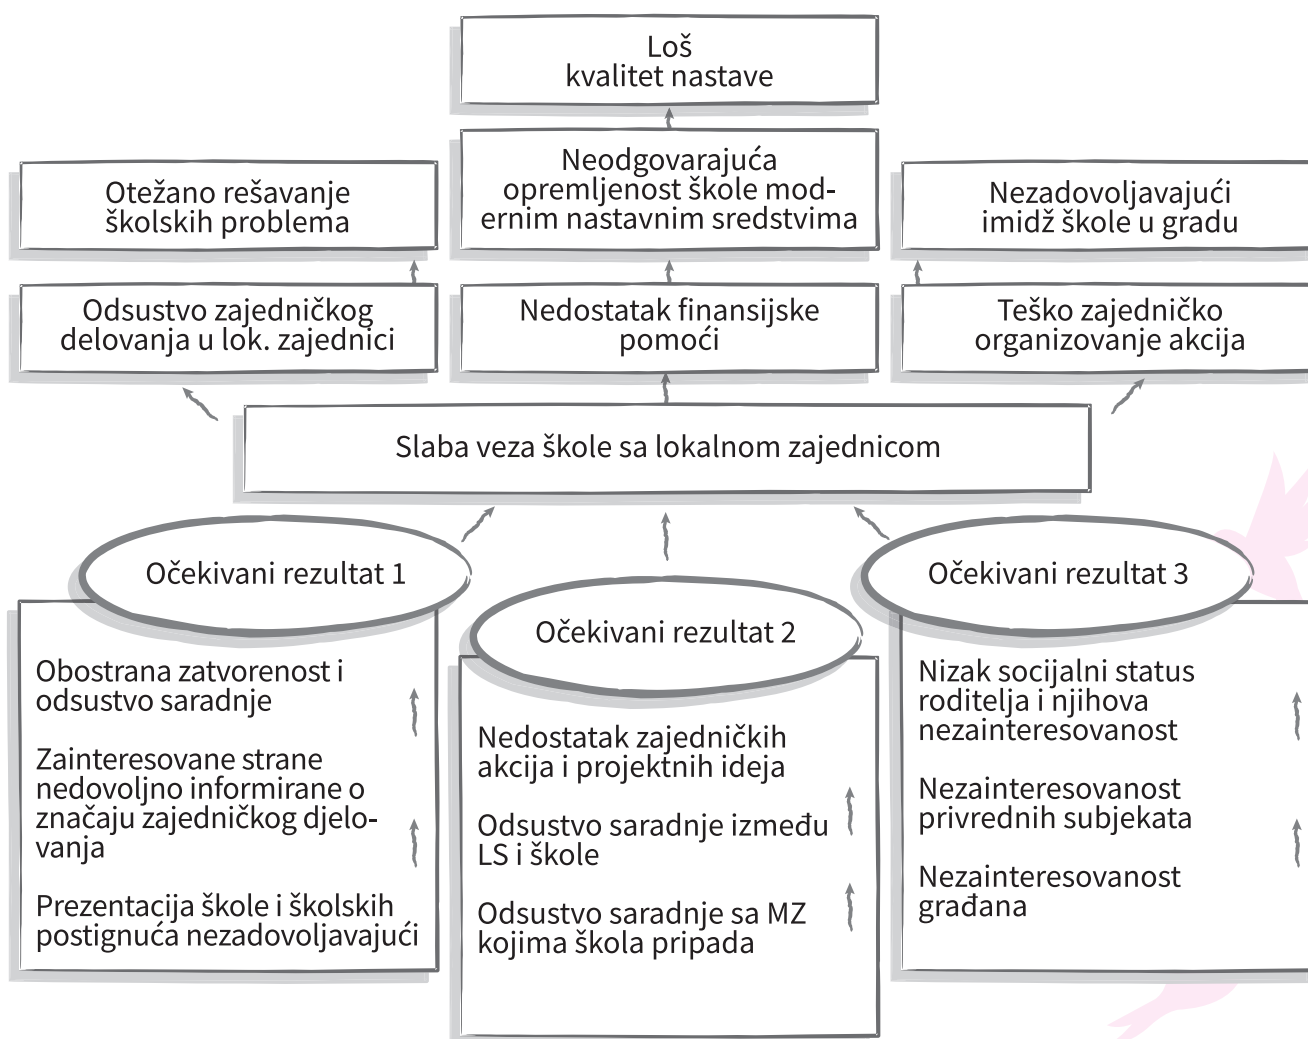 Loš
kvalitet nastave
Otežano rešavanje
školskih problema
Neodgovarajuća
opremljenost škole mod-
ernim nastavnim sredstvima
Nezadovoljavajući
imidž škole u gradu
Odsustvo zajedničkog
delovanja u lok. zajednici
Nedostatak finansijske
pomoći
Teško zajedničko
organizovanje akcija
Slaba veza škole sa lokalnom zajednicom
Očekivani rezultat 1
Obostrana zatvorenost i
odsustvo saradnje
Zainteresovane strane
nedovoljno informirane o
značaju zajedničkog djelo-
vanja
Prezentacija škole i školskih
postignuća nezadovoljavajući
Očekivani rezultat 2
Nedostatak zajedničkih
akcija i projektnih ideja
Odsustvo saradnje između
LS i škole
Odsustvo saradnje sa MZ
kojima škola pripada
Očekivani rezultat 3
Nizak socijalni status
roditelja i njihova
nezainteresovanost
Nezainteresovanost
privrednih subjekata
Nezainteresovanost
građana